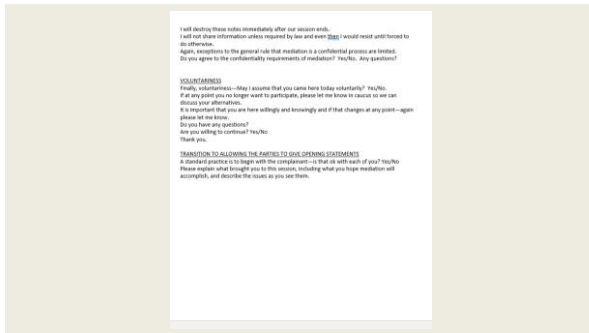 I will destroy these notes immediately after our session ends.
I will not share information unless required by law and even then I would resist until forced to
do otherwise.
Again, exceptions to the general rule that mediation is a confidential process are limited.
Do you agree to the confidentiality requirements of mediation? Yes/No. Any questions?
VOLUNTARINESS
Finally, voluntariness—May I assume that you came here today voluntarily? Yes/No.
If at any point you no longer want to participate, please let me know in caucus so we can
discuss your alternatives.
It is important that you are here willingly and knowingly and if that changes at any point—again
please let me know.
Do you have any questions?
Are you willing to continue? Yes/No
Thank you.
TRANSITION TO ALLOWING THE PARTIES TO GIVE OPENING STATEMENTS
A standard practice is to begin with the complainant—is that ok with each of you? Yes/No
Please explain what brought you to this session, including what you hope mediation will
accomplish, and describe the issues as you see them.